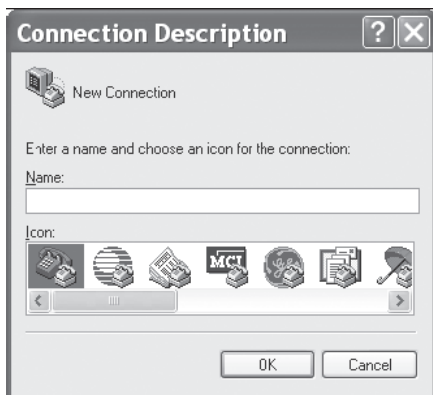 Connection Description
New Connection
Enter a name and choose an icon for the connection:
Name:
Icon:
MCI
OK Cancel